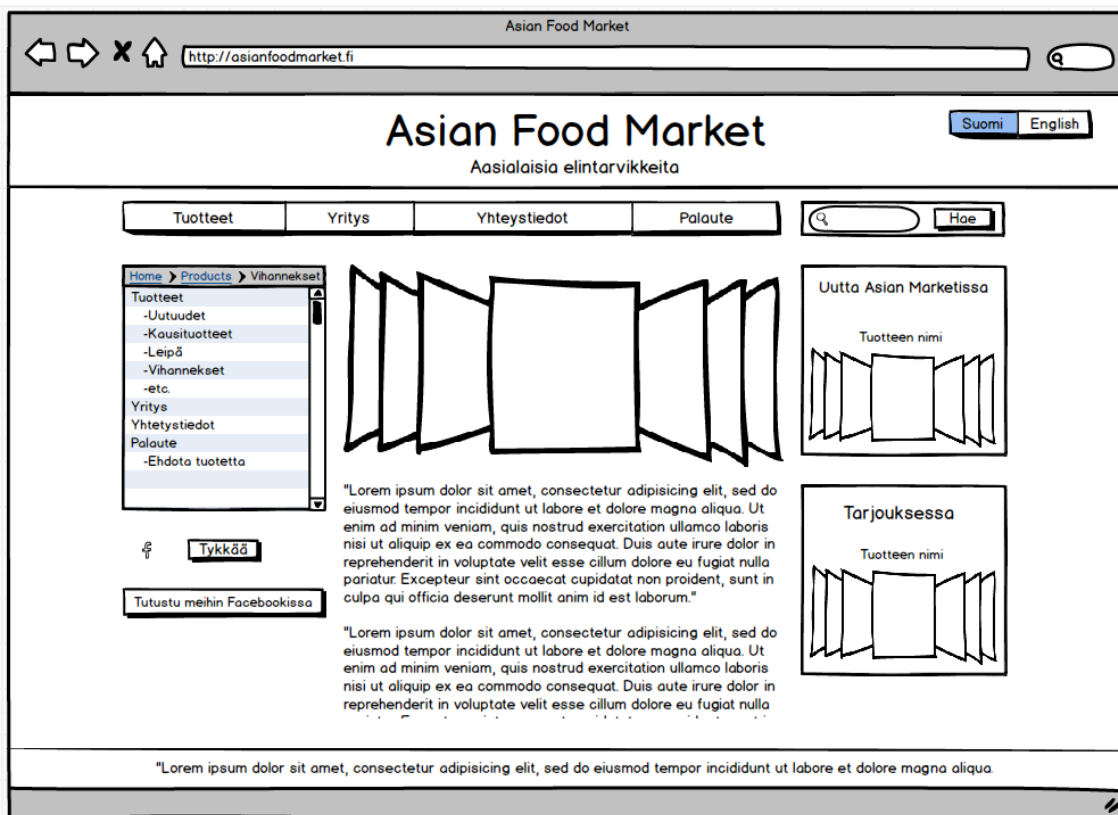 Asian Food Market
http://asianfoodmarket.fi
Asian Food Market
Aasialaisia elintarvikkeita
Suomi English
Tuotteet Yritys Yhteystiedot Palaute
Hae
Home Products Vihannekset
Tuotteet
-Uutuudet
-Kausituotteet
-Leipä
-Vihannekset
-etc.
Yritys
Yhtetystiedot
Palaute
-Ehdota tuotetta
f Tykkää
Tutustu meihin Facebookissa
"Lorem ipsum dolor sit amet, consectetur adipisicing elit, sed do
eiusmod tempor incididunt ut labore et dolore magna aliqua. Ut
enim ad minim veniam, quis nostrud exercitation ullamco laboris
nisi ut aliquip ex ea commodo consequat. Duis aute irure dolor in
reprehenderit in voluptate velit esse cillum dolore eu fugiat nulla
pariatur. Excepteur sint occaecat cupidatat non proident, sunt in
culpa qui officia deserunt mollit anim id est laborum."
"Lorem ipsum dolor sit amet, consectetur adipisicing elit, sed do
eiusmod tempor incididunt ut labore et dolore magna aliqua. Ut
enim ad minim veniam, quis nostrud exercitation ullamco laboris
nisi ut aliquip ex ea commodo consequat. Duis aute irure dolor in
reprehenderit in voluptate velit esse cillum dolore eu fugiat nulla
Uutta Asian Marketissa
Tuotteen nimi
Tarjouksessa
Tuotteen nimi
"Lorem ipsum dolor sit amet, consectetur adipisicing elit, sed do eiusmod tempor incididunt ut labore et dolore magna aliqua.